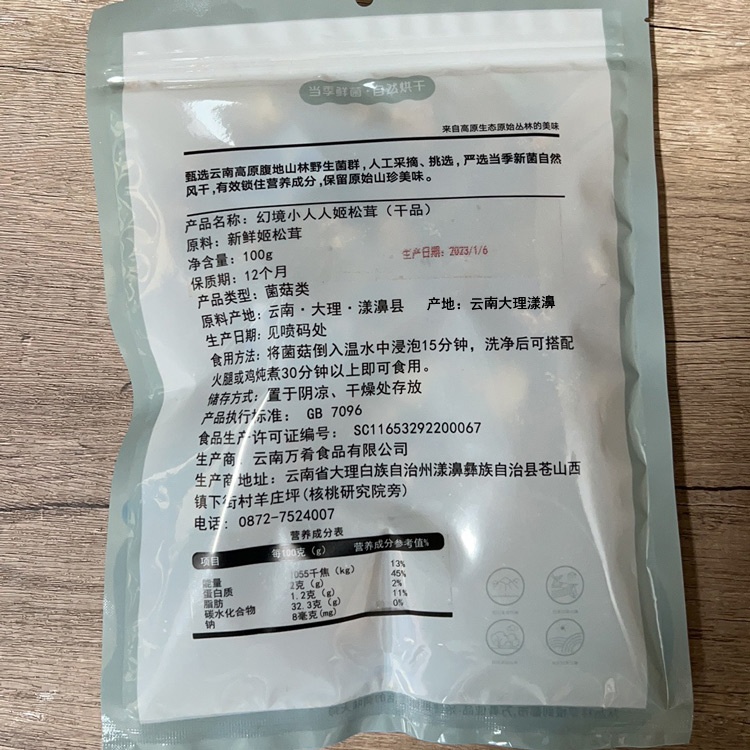 当季鲜菌·自然烘干
来自高原生态原始丛林的美味
甄选云南高原腹地山林野生菌群，人工采摘、挑选，严选当季新菌自然
风干，有效锁住营养成分，保留原始山珍美味。
产品名称：幻境小人人姬松茸（干品）
原料：新鲜姬松茸
净含量：100g
生产日期：2023/1/6
保质期：12个月
产品类型：菌菇类
原料产地：云南·大理·漾濞县 产地：云南大理漾濞
生产日期：见喷码处
食用方法：将菌菇倒入温水中浸泡15分钟，洗净后可搭配
火腿或鸡炖煮30分钟以上即可食用。
储存方式：置于阴凉、干燥处存放
产品执行标准： GB 7096
食品生产许可证编号： SC11653292200067
生产商：云南万肴食品有限公司
生产商地址：云南省大理白族自治州漾濞彝族自治县苍山西
镇下街村羊庄坪(核桃研究院旁)
电话：0872-7524007
营养成分表
项目 每100克（g） 营养成分参考值%
能量 1055千焦（kg） 13%
蛋白质 2克（g） 45%
脂肪 1.2克（g） 2%
碳水化合物 32.3克（g） 11%
钠 8毫克(mg) 0%